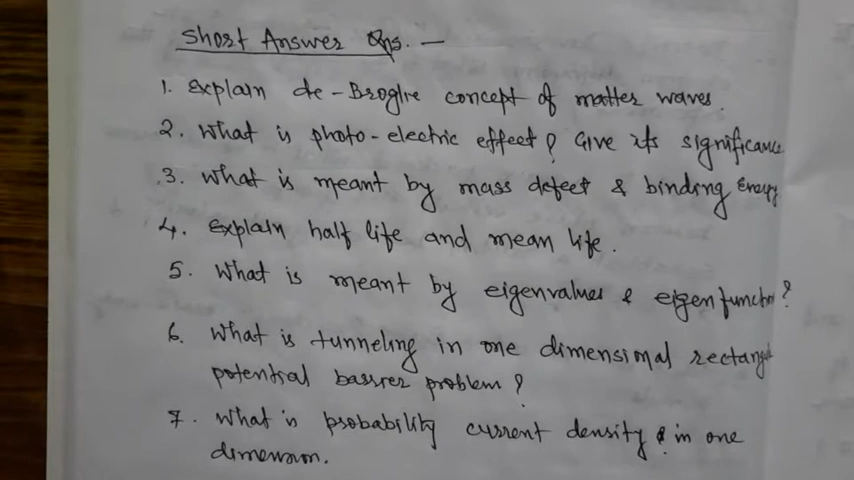 Short Answer Qns. —
1. Explain de-Broglie concept of matter waves.
2. What is photo-electric effect? Give its significance
3. What is meant by mass defect & binding Energy
4. Explain half life and mean life.
5. What is meant by eigenvalues & eigenfunction?
6. What is tunneling in one dimensional rectangul
potential barrier problem?
7. What is probability current density & in one
dimension.